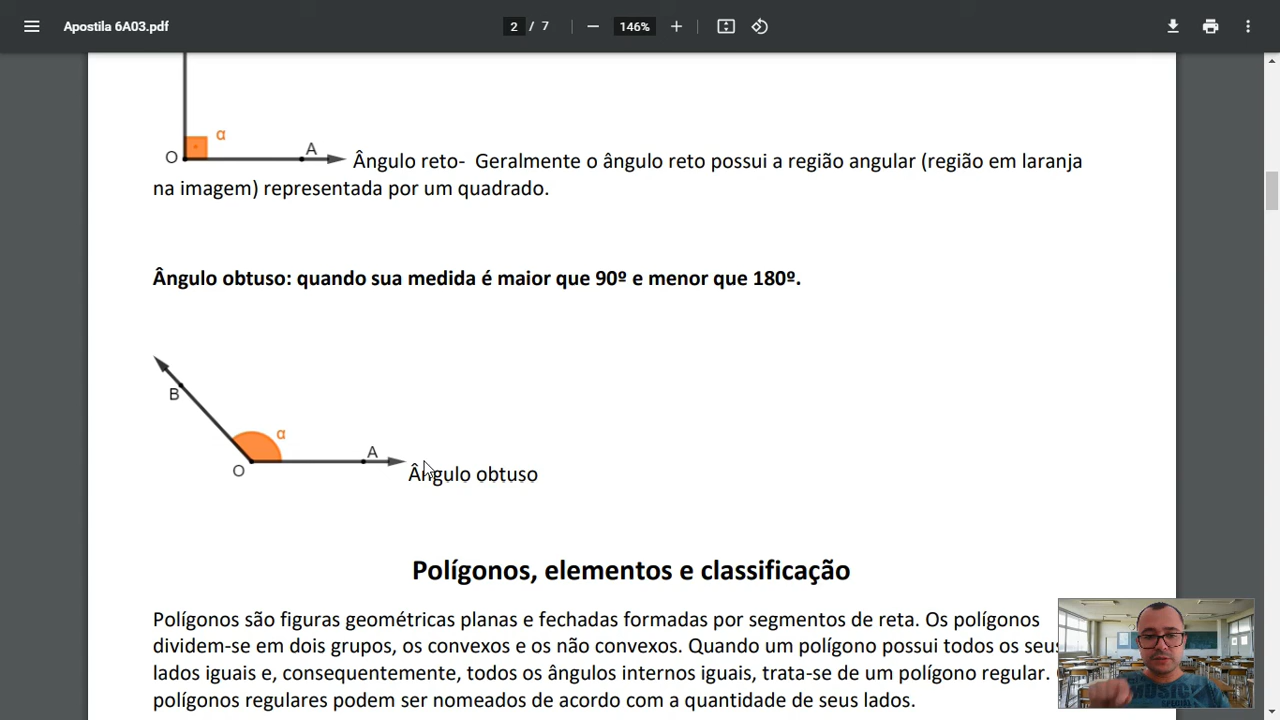 Apostila 6A03.pdf
2 / 7
146%
α
O
A
Ângulo reto- Geralmente o ângulo reto possui a região angular (região em laranja
na imagem) representada por um quadrado.
Ângulo obtuso: quando sua medida é maior que 90º e menor que 180º.
B
α
A
O
Ângulo obtuso
Polígonos, elementos e classificação
Polígonos são figuras geométricas planas e fechadas formadas por segmentos de reta. Os polígonos
dividem-se em dois grupos, os convexos e os não convexos. Quando um polígono possui todos os seus
lados iguais e, consequentemente, todos os ângulos internos iguais, trata-se de um polígono regular.
polígonos regulares podem ser nomeados de acordo com a quantidade de seus lados.
MUSIC